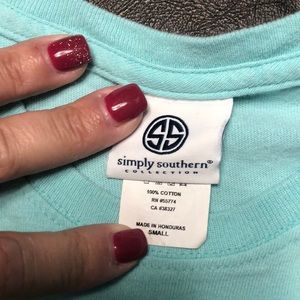 SS
simply southern®
COLLECTION
100% COTTON
RN #55774
CA #38327
MADE IN HONDURAS
SMALL